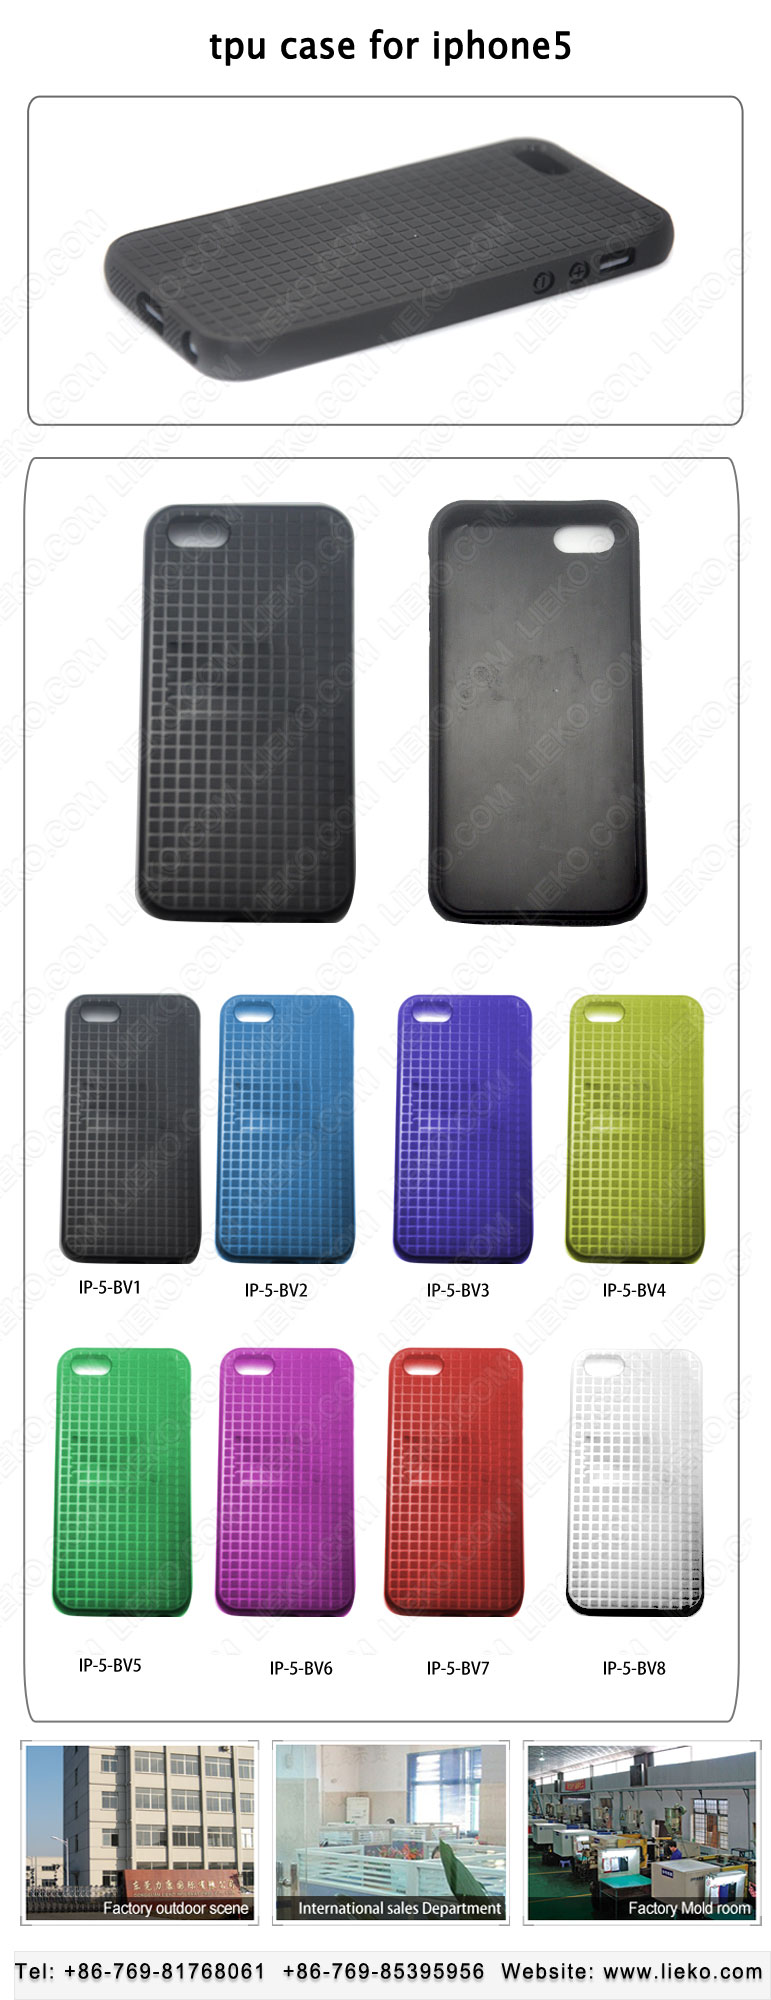 tpu case for iphone5
LIEKO.COM
IP-5-BV1
IP-5-BV2
IP-5-BV3
IP-5-BV4
IP-5-BV5
IP-5-BV6
IP-5-BV7
IP-5-BV8
Factory outdoor scene
International sales Department
Factory Mold room
Tel: +86-769-81768061 +86-769-85395956 Website: www.lieko.com